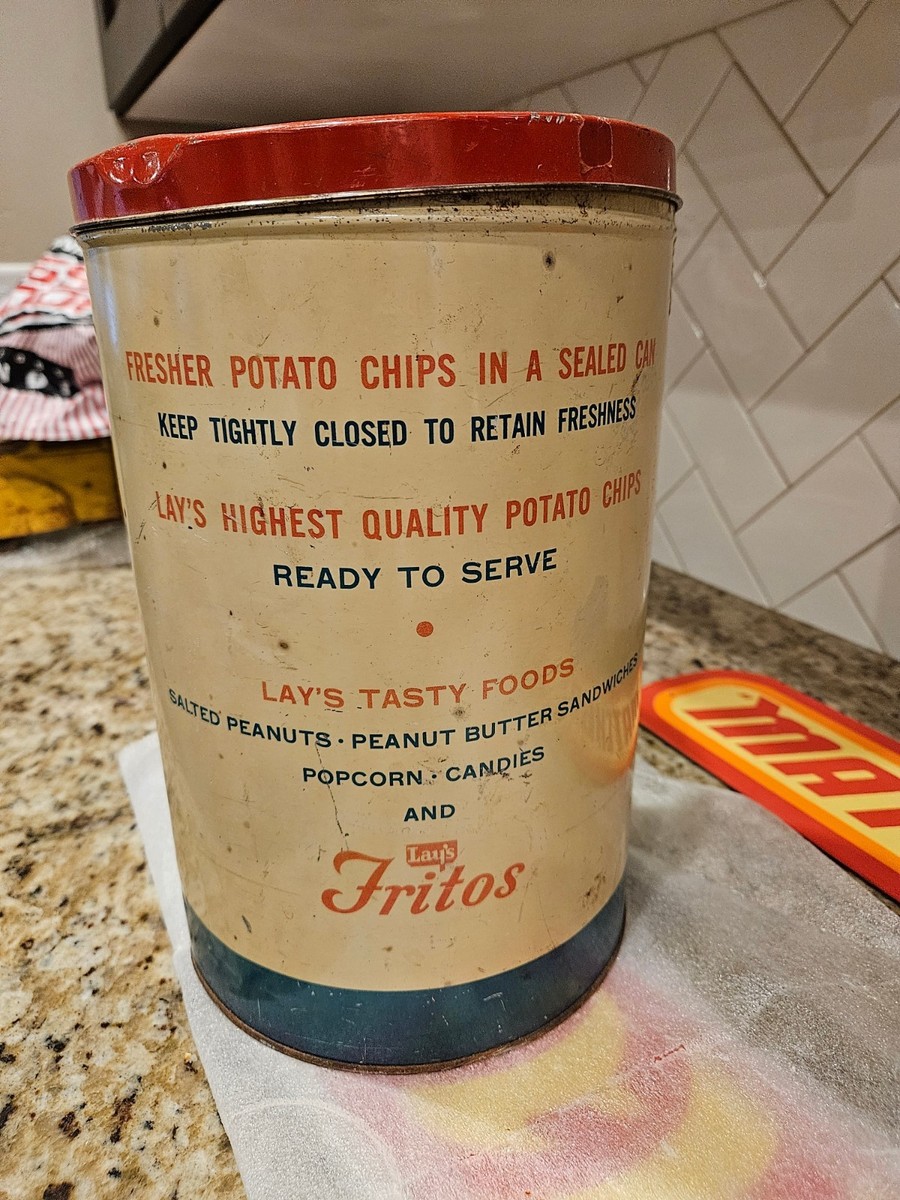 FRESHER POTATO CHIPS IN A SEALED CAN
KEEP TIGHTLY CLOSED TO RETAIN FRESHNESS
LAY'S HIGHEST QUALITY POTATO CHIPS
READY TO SERVE
LAY'S TASTY FOODS
SALTED PEANUTS · PEANUT BUTTER SANDWICHES
POPCORN · CANDIES
AND
Lay's
Fritos